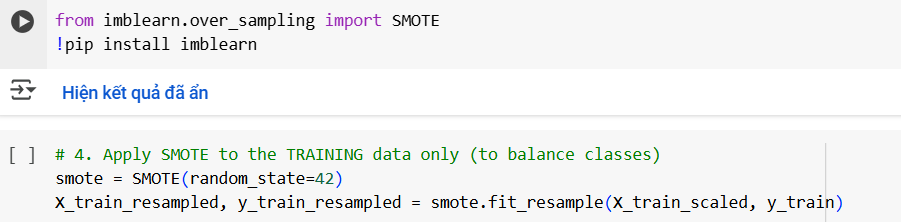 from imblearn.over_sampling import SMOTE
!pip install imblearn
Hiện kết quả đã ẩn
[ ] # 4. Apply SMOTE to the TRAINING data only (to balance classes)
smote = SMOTE(random_state=42)
X_train_resampled, y_train_resampled = smote.fit_resample(X_train_scaled, y_train)